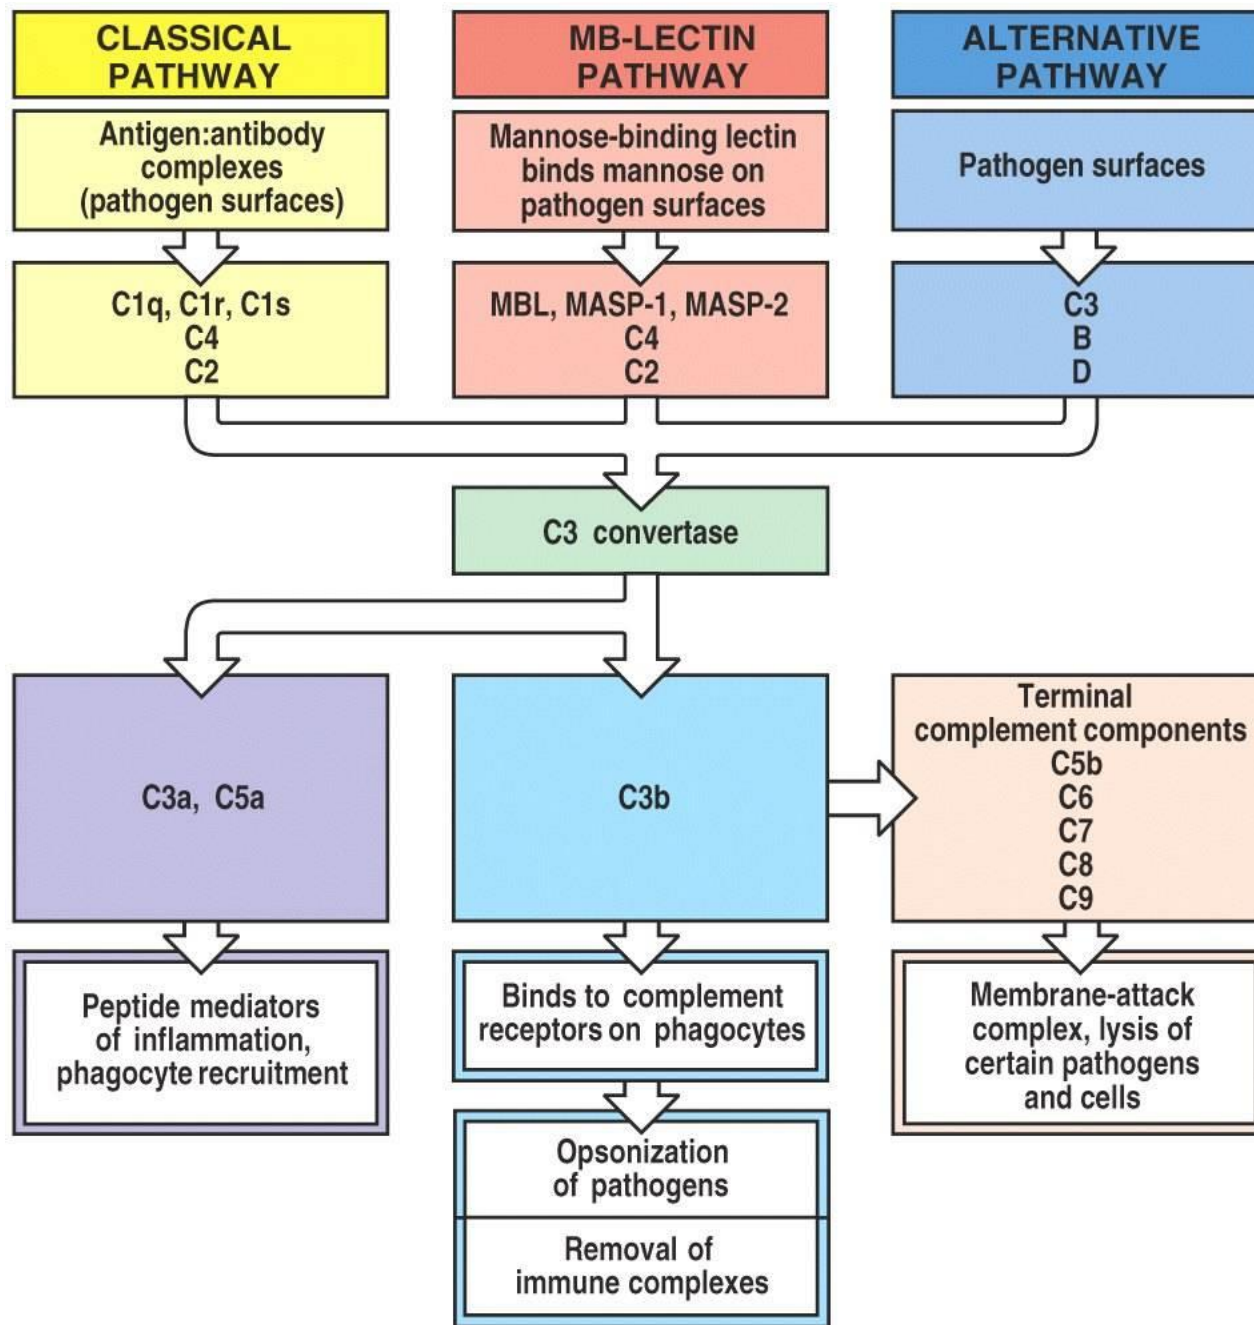 CLASSICAL
PATHWAY
MB-LECTIN
PATHWAY
ALTERNATIVE
PATHWAY
Antigen:antibody
complexes
(pathogen surfaces)
Mannose-binding lectin
binds mannose on
pathogen surfaces
Pathogen surfaces
C1q, C1r, C1s
C4
C2
MBL, MASP-1, MASP-2
C4
C2
C3
B
D
C3 convertase
C3a, C5a
C3b
Terminal
complement components
C5b
C6
C7
C8
C9
Peptide mediators
of inflammation,
phagocyte recruitment
Binds to complement
receptors on phagocytes
Membrane-attack
complex, lysis of
certain pathogens
and cells
Opsonization
of pathogens
Removal of
immune complexes